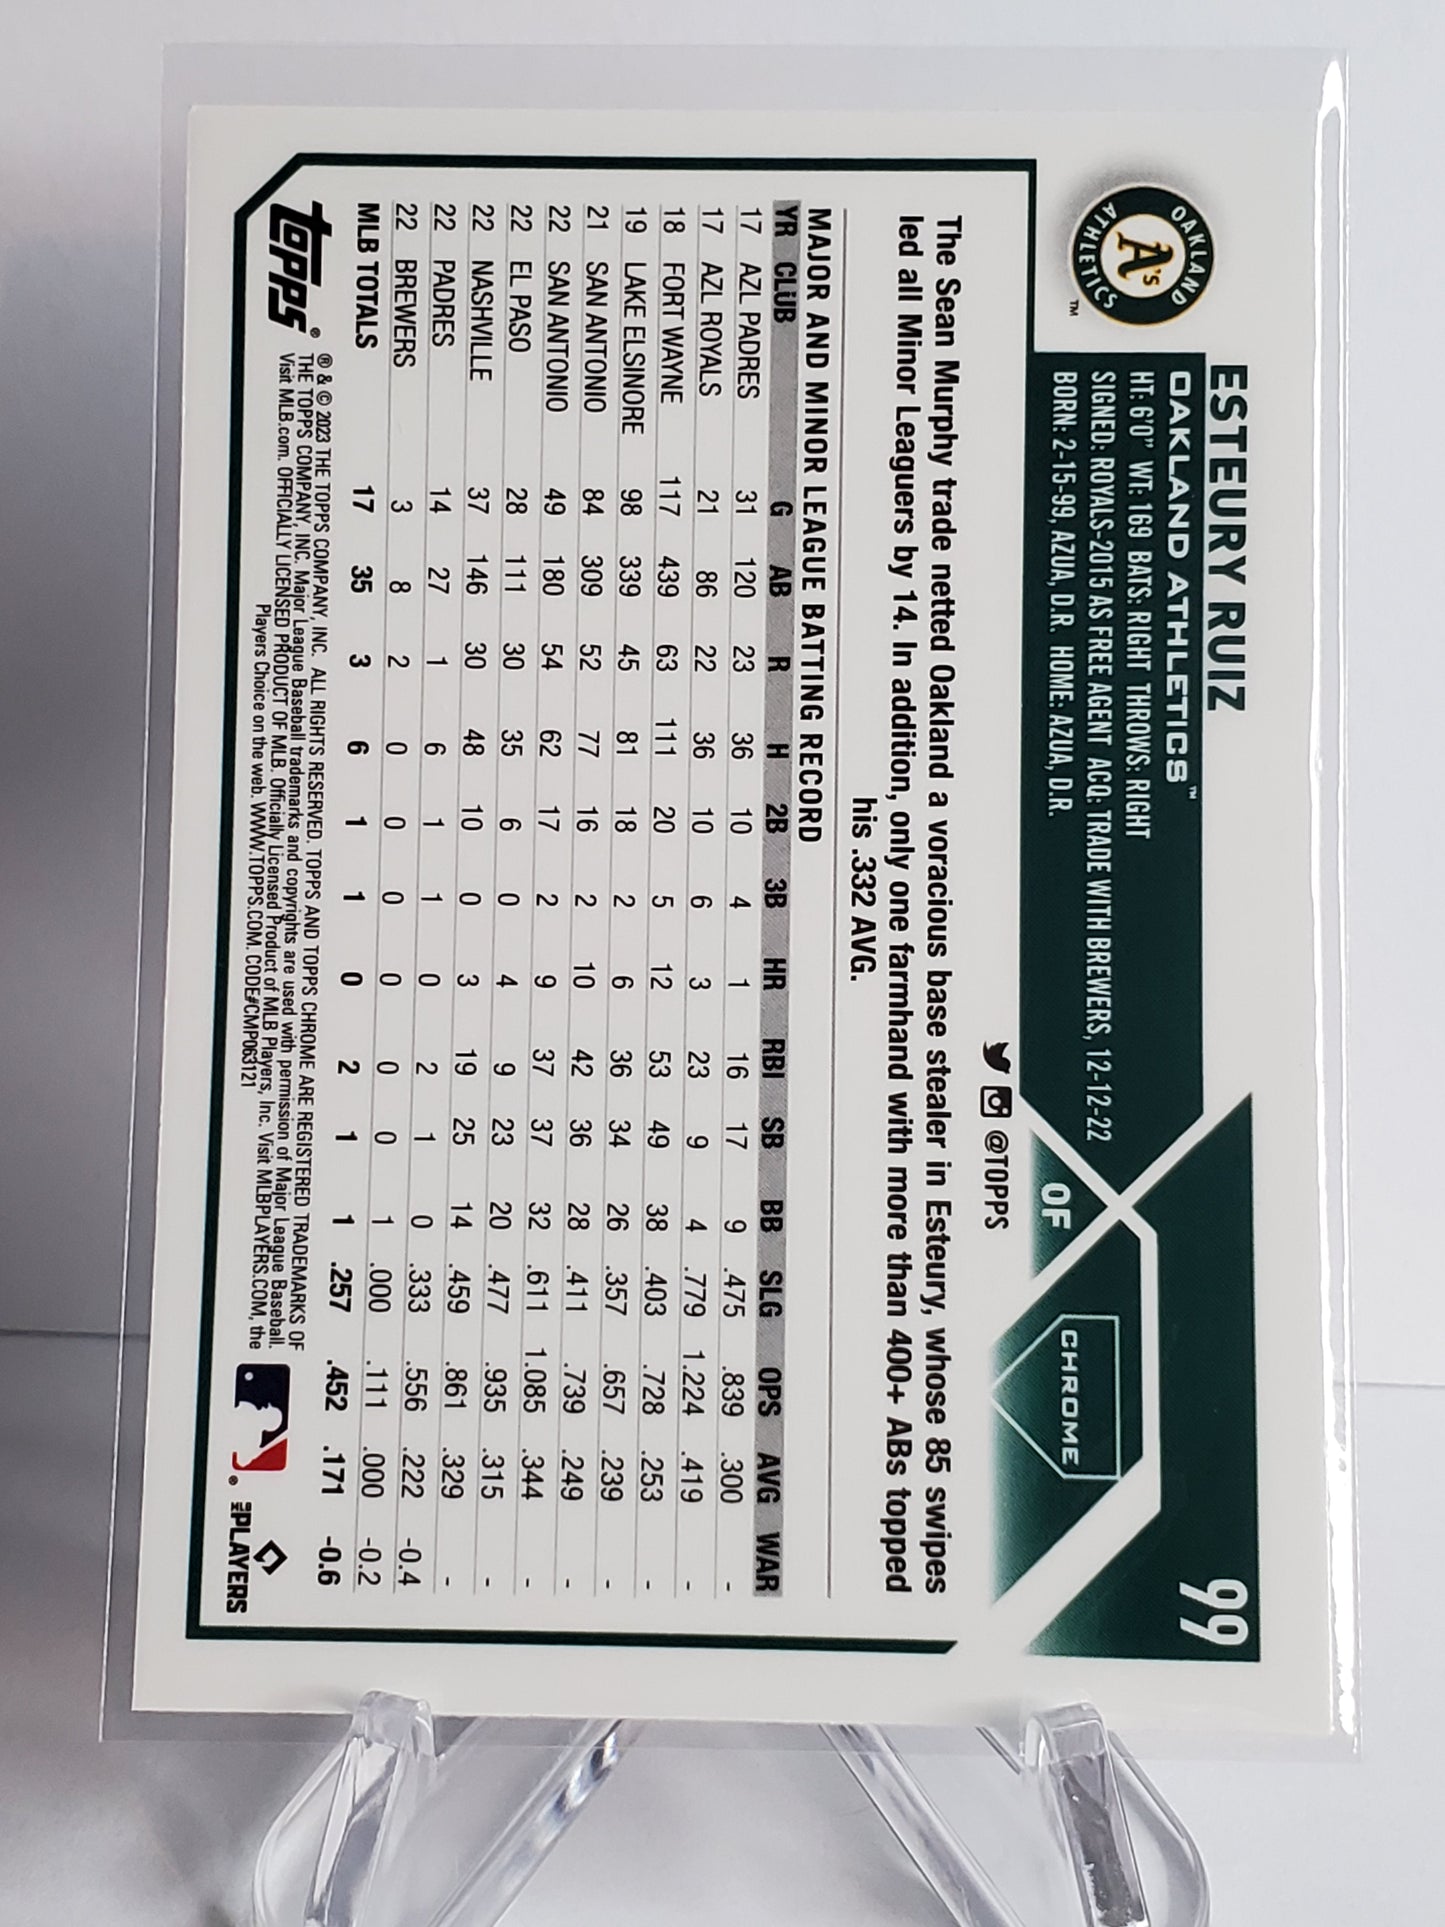 99
ESTEURY RUIZ
OAKLAND ATHLETICS™
HT: 6'0" WT: 169 BATS: RIGHT THROWS: RIGHT
SIGNED: ROYALS-2015 AS FREE AGENT ACQ: TRADE WITH BREWERS, 12-12-22
BORN: 2-15-99, AZUA, D.R. HOME: AZUA, D.R.
OAKLAND ATHLETICS A's ™
OF
CHROME
@TOPPS
The Sean Murphy trade netted Oakland a voracious base stealer in Esteury, whose 85 swipes
led all Minor Leaguers by 14. In addition, only one farmhand with more than 400+ ABs topped
his .332 AVG.
MAJOR AND MINOR LEAGUE BATTING RECORD
YR CLUB G AB R H 2B 3B HR RBI SB BB SLG OPS AVG WAR
17 AZL PADRES 31 120 23 36 10 4 1 16 17 9 .475 .839 .300 -
17 AZL ROYALS 21 86 22 36 10 6 3 23 9 4 .779 1.224 .419 -
18 FORT WAYNE 117 439 63 111 20 5 12 53 49 38 .403 .728 .253 -
19 LAKE ELSINORE 98 339 45 81 18 2 6 36 34 26 .357 .657 .239 -
21 SAN ANTONIO 84 309 52 77 16 2 10 42 36 28 .411 .739 .249 -
22 SAN ANTONIO 49 180 54 62 17 2 9 37 37 32 .611 1.085 .344 -
22 EL PASO 28 111 30 35 6 0 4 9 23 20 .477 .935 .315 -
22 NASHVILLE 37 146 30 48 10 0 3 19 25 14 .459 .861 .329 -
22 PADRES 14 27 1 6 1 1 0 2 1 0 .333 .556 .222 -0.4
22 BREWERS 3 8 2 0 0 0 0 0 0 1 .000 .111 .000 -0.2
MLB TOTALS 17 35 3 6 1 1 0 2 1 1 .257 .452 .171 -0.6
topps®
® & © 2023 THE TOPPS COMPANY, INC. ALL RIGHTS RESERVED. TOPPS AND TOPPS CHROME ARE REGISTERED TRADEMARKS OF
THE TOPPS COMPANY, INC. Major League Baseball trademarks and copyrights are used with permission of Major League Baseball.
Visit MLB.com. OFFICIALLY LICENSED PRODUCT OF MLB. Officially Licensed Product of MLB Players, Inc. Visit MLBPLAYERS.COM, the
Players Choice on the web. WWW.TOPPS.COM. CODE#CMP063121
®
MLB PLAYERS